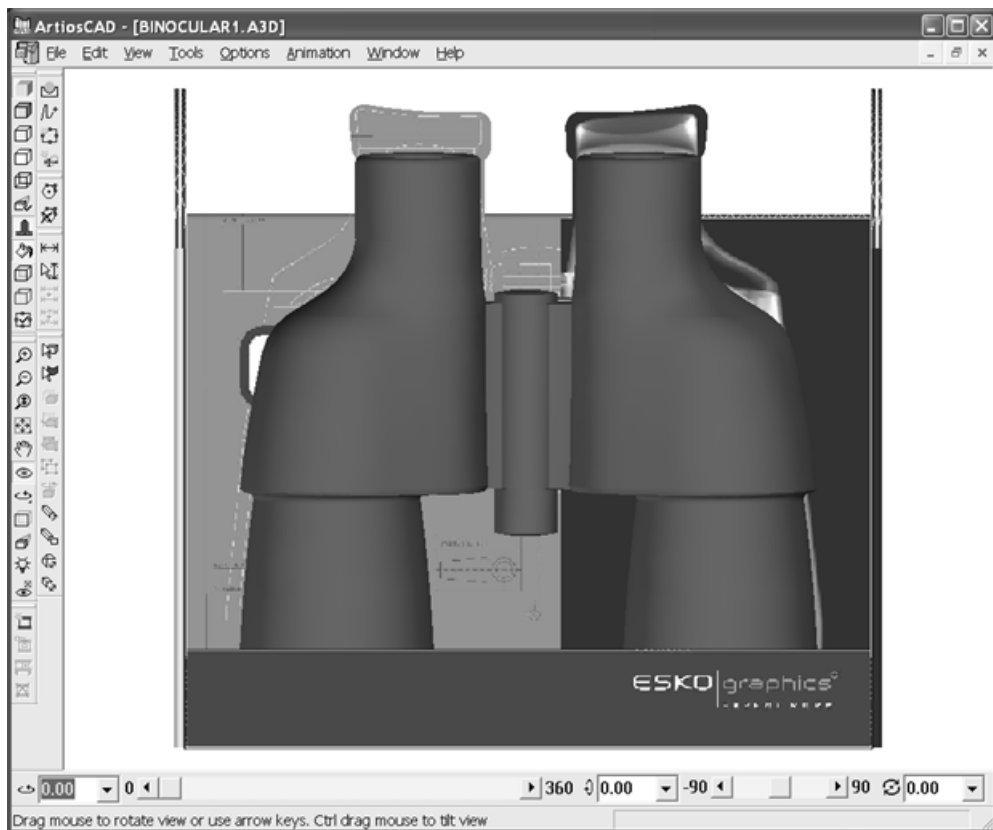 ArtiosCAD - [BINOCULAR1.A3D]
File Edit View Tools Options Animation Window Help
ESKO graphics
0.00 0 360 0.00 -90 90 0.00
Drag mouse to rotate view or use arrow keys. Ctrl drag mouse to tilt view